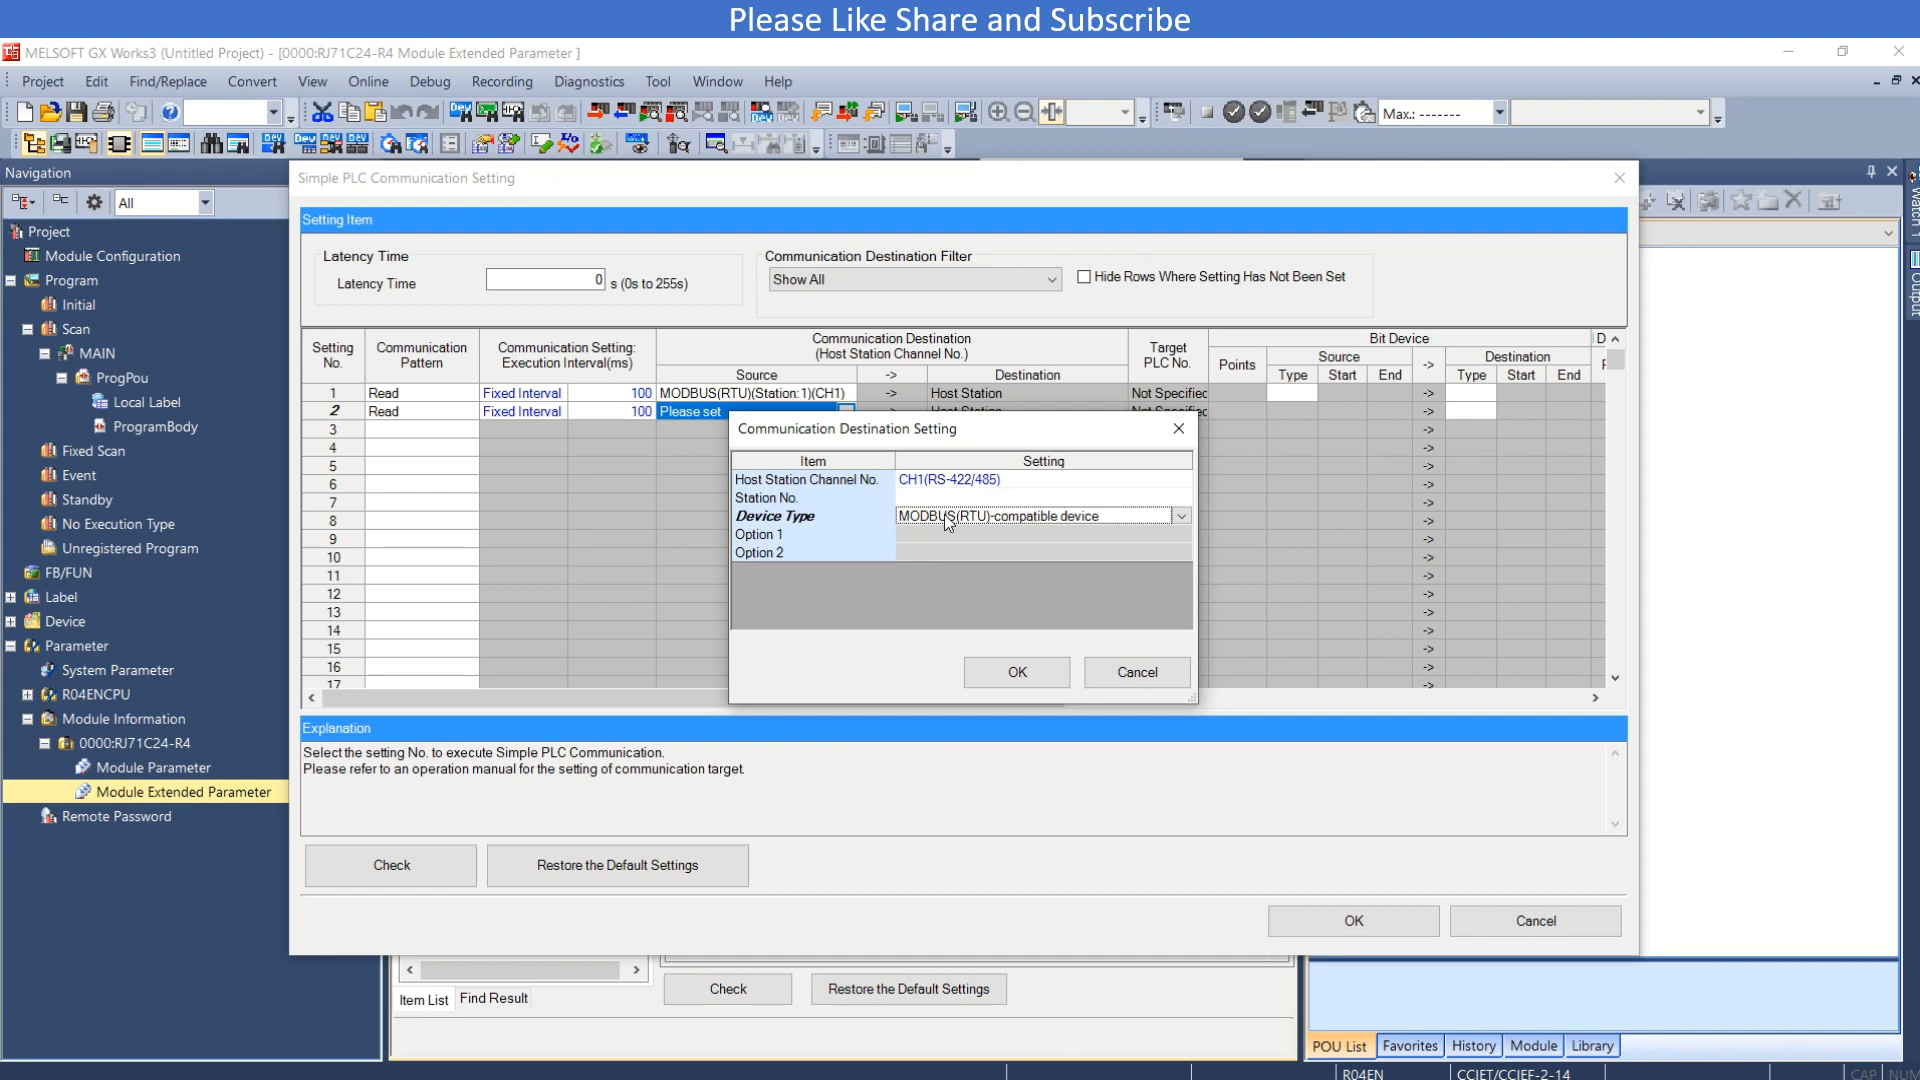 Please Like Share and Subscribe
MELSOFT GX Works3 (Untitled Project) - [0000:RJ71C24-R4 Module Extended Parameter ]
Project Edit Find/Replace Convert View Online Debug Recording Diagnostics Tool Window Help
Max.: -------
Navigation
All
Project
Module Configuration
Program
Initial
Scan
MAIN
ProgPou
Local Label
ProgramBody
Fixed Scan
Event
Standby
No Execution Type
Unregistered Program
FB/FUN
Label
Device
Parameter
System Parameter
R04ENCPU
Module Information
0000:RJ71C24-R4
Module Parameter
Module Extended Parameter
Remote Password
Simple PLC Communication Setting
Setting Item
Latency Time
Latency Time 0 s (0s to 255s)
Communication Destination Filter
Show All
Hide Rows Where Setting Has Not Been Set
Setting No. Communication Pattern Communication Setting: Execution Interval(ms) Communication Destination (Host Station Channel No.) Target PLC No. Bit Device
Source -> Destination Points Source -> Destination
Type Start End Type Start End
1 Read Fixed Interval 100 MODBUS(RTU)(Station:1)(CH1) -> Host Station Not Specified ->
2 Read Fixed Interval 100 Please set ->
3 ->
4 ->
5 ->
6 ->
7 ->
8 ->
9 ->
10 ->
11 ->
12 ->
13 ->
14 ->
15 ->
16 ->
17 ->
Communication Destination Setting
Item Setting
Host Station Channel No. CH1(RS-422/485)
Station No.
Device Type MODBUS(RTU)-compatible device
Option 1
Option 2
OK Cancel
Explanation
Select the setting No. to execute Simple PLC Communication.
Please refer to an operation manual for the setting of communication target.
Check Restore the Default Settings
OK Cancel
Item List Find Result
Check Restore the Default Settings
POU List Favorites History Module Library
R04EN CCIET/CCIEF-2-14 CAP NUM
Watch 1
Output